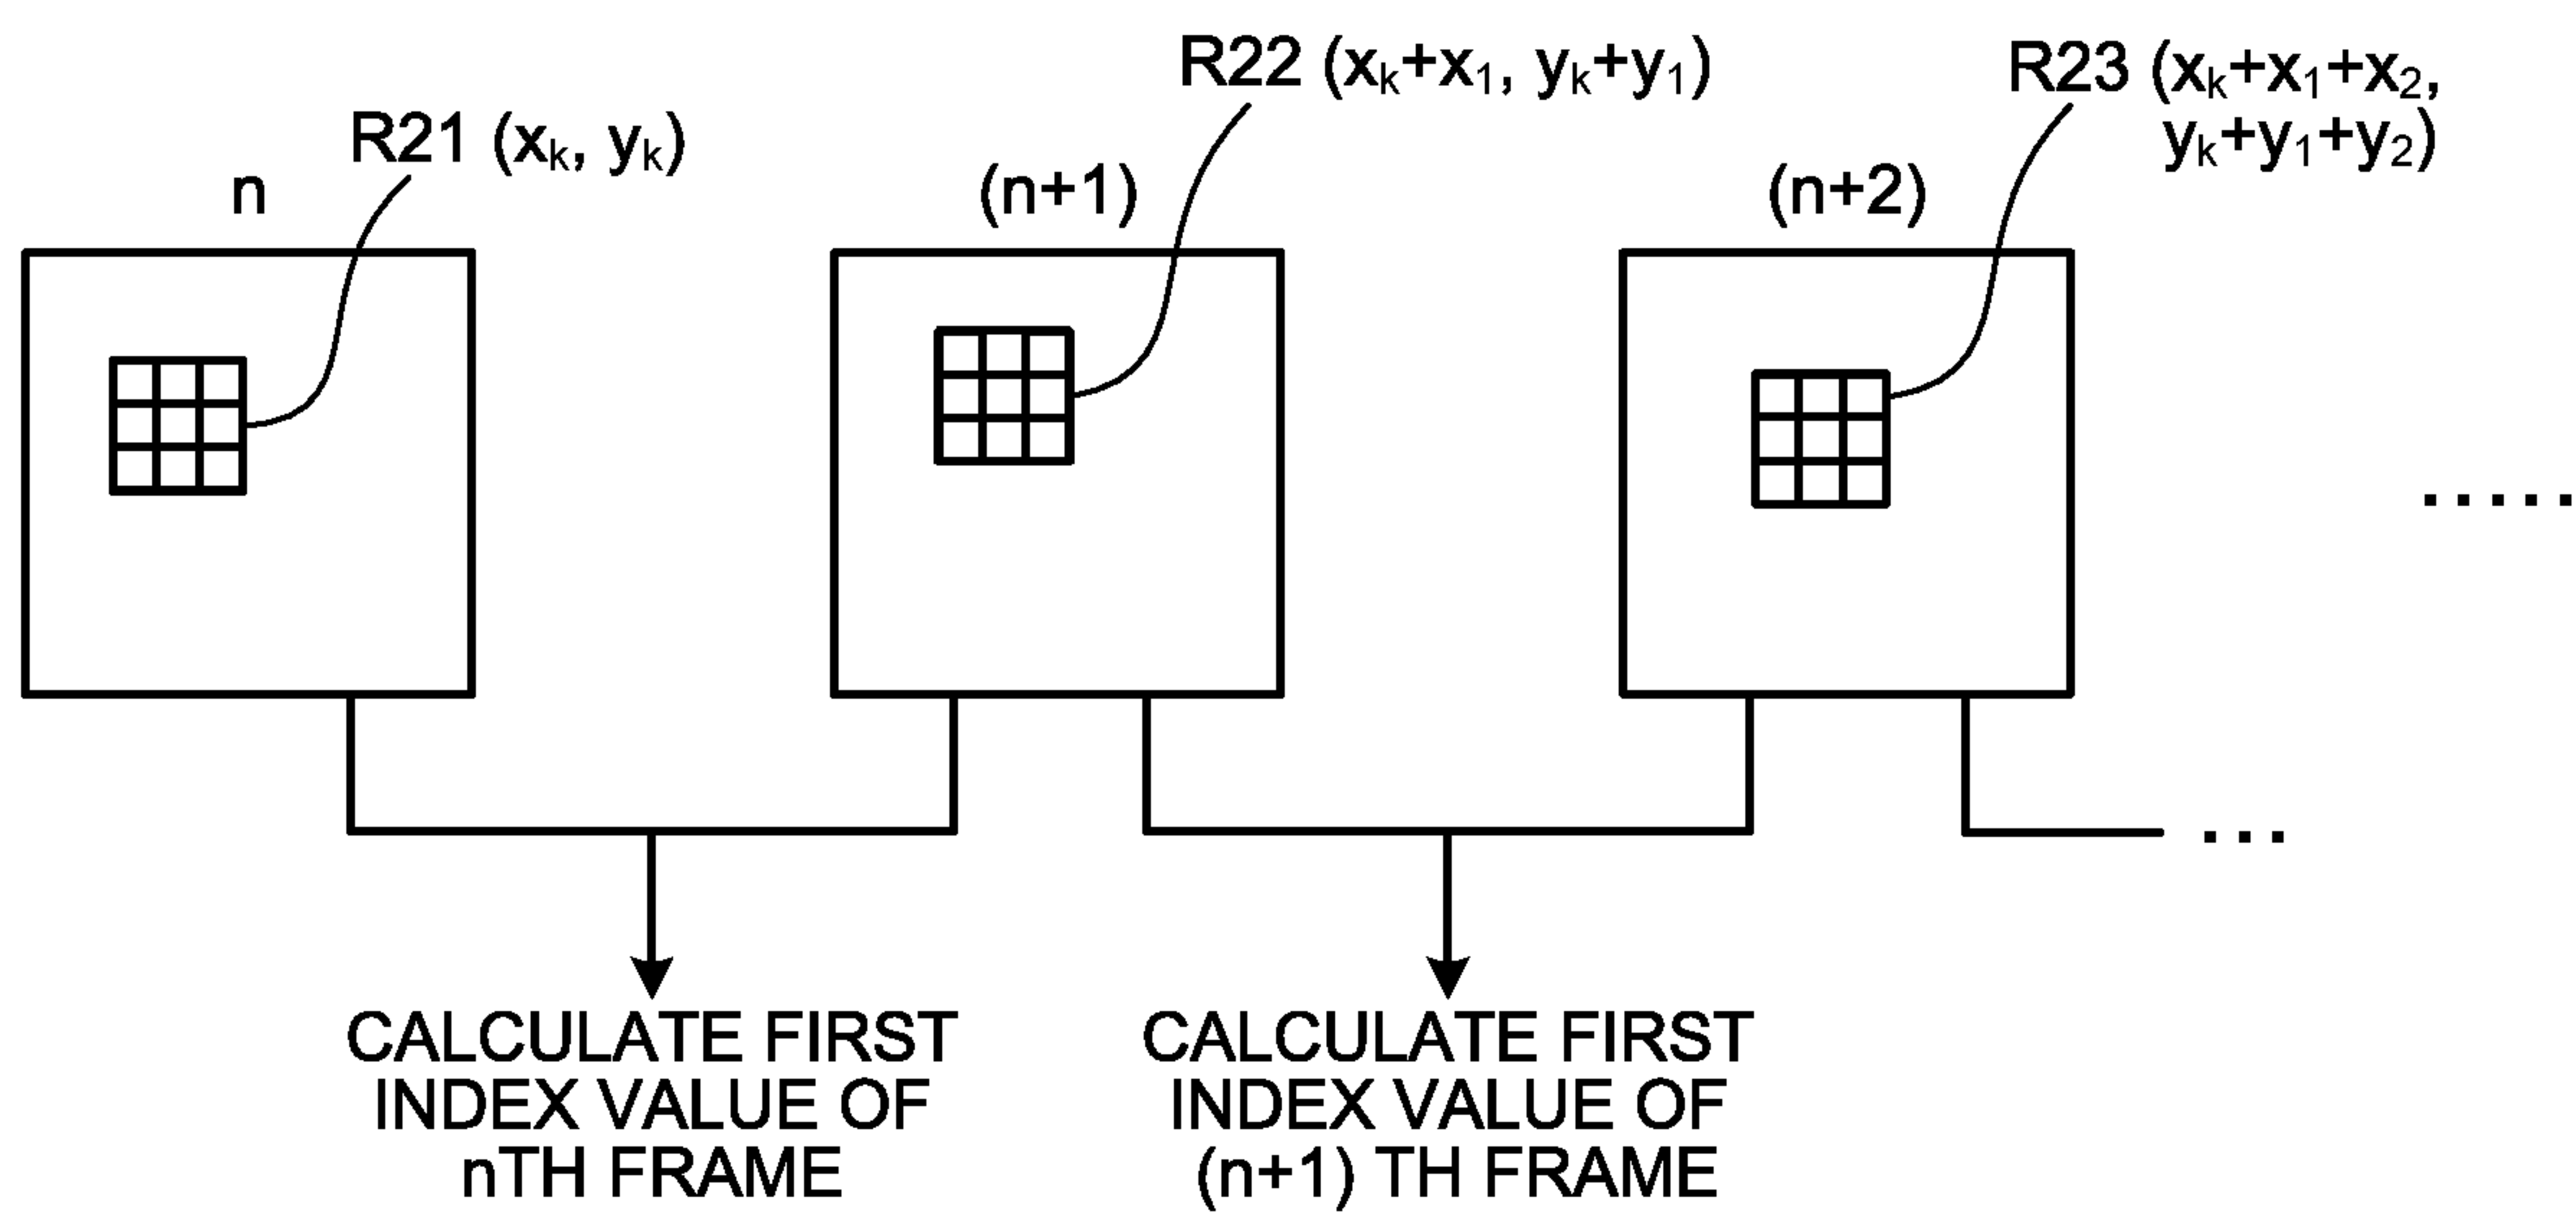 n
R21 (xₖ, yₖ)
(n+1)
R22 (xₖ+x₁, yₖ+y₁)
(n+2)
R23 (xₖ+x₁+x₂,
yₖ+y₁+y₂)
.....
...
CALCULATE FIRST
INDEX VALUE OF
nTH FRAME
CALCULATE FIRST
INDEX VALUE OF
(n+1) TH FRAME